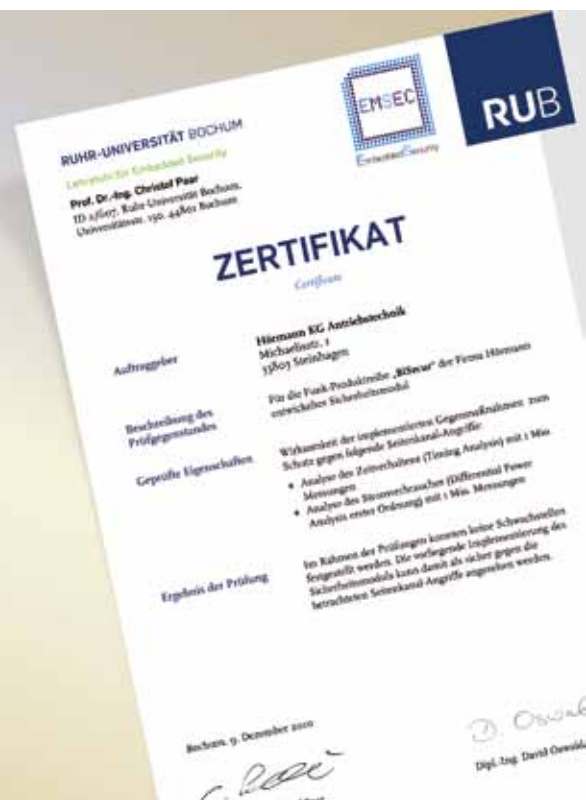 RUHR-UNIVERSITÄT BOCHUM
Lehrstuhl für Embedded Security
Prof. Dr.-Ing. Christof Paar
ID 2/607, Ruhr-Universität Bochum,
Universitätsstr. 150, 44801 Bochum
EMSEC
Embedded Security
RUB
ZERTIFIKAT
Certificate
Auftraggeber
Hörmann KG Antriebstechnik
Michaelisstr. 1
33803 Steinhagen
Beschreibung des
Prüfgegenstandes
Für die Funk-Produktreihe „BiSecur“ der Firma Hörmann
entwickeltes Sicherheitsmodul
Geprüfte Eigenschaften
Wirksamkeit der implementierten Gegenmaßnahmen zum
Schutz gegen folgende Seitenkanal-Angriffe:
• Analyse des Zeitverhaltens (Timing Analysis) mit 1 Mio.
Messungen
• Analyse des Stromverbrauches (Differential Power
Analysis erster Ordnung) mit 1 Mio. Messungen
Ergebnis der Prüfung
Im Rahmen der Prüfungen konnten keine Schwachstellen
festgestellt werden. Die vorliegende Implementierung des
Sicherheitsmoduls kann damit als sicher gegen die
betrachteten Seitenkanal-Angriffe angesehen werden.
Bochum, 9. Dezember 2010
D. Oswald
Dipl.-Ing. David Oswald